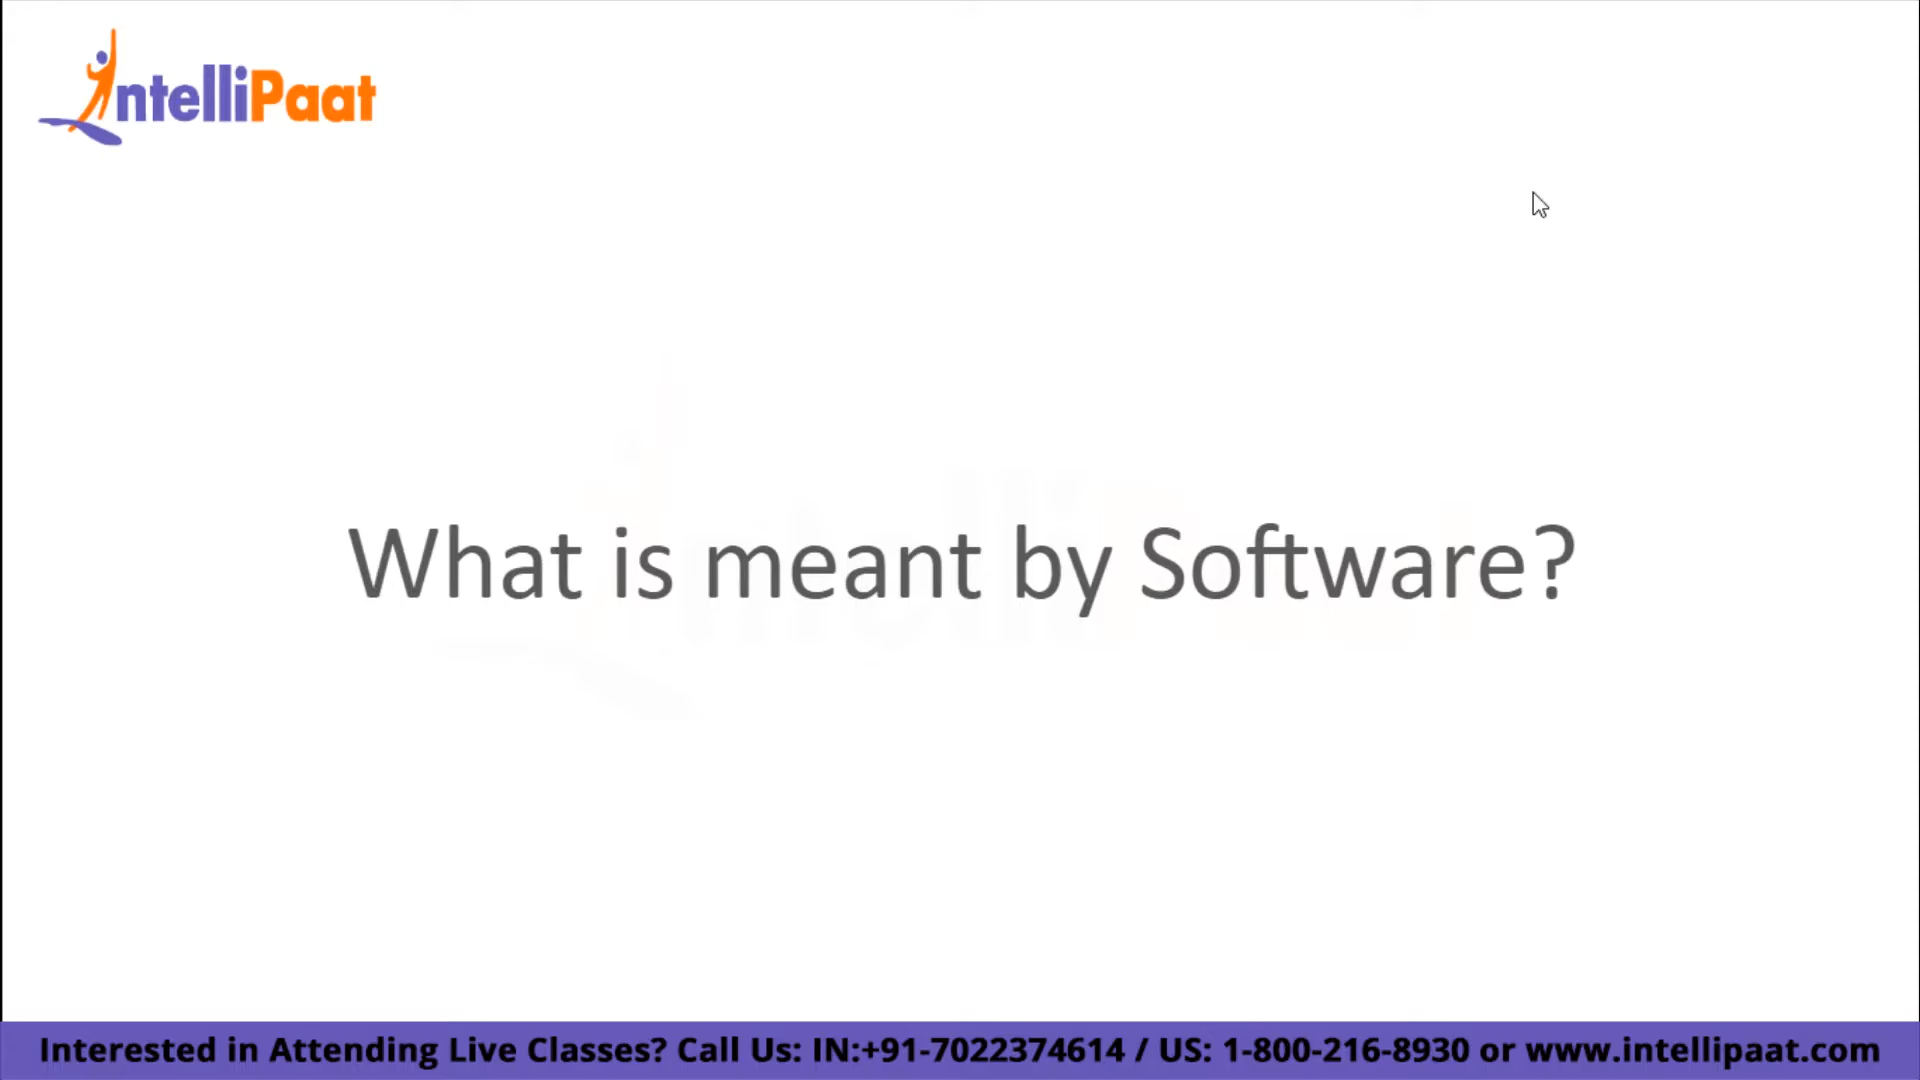 IntelliPaat
What is meant by Software?
Interested in Attending Live Classes? Call Us: IN:+91-7022374614 / US: 1-800-216-8930 or www.intellipaat.com